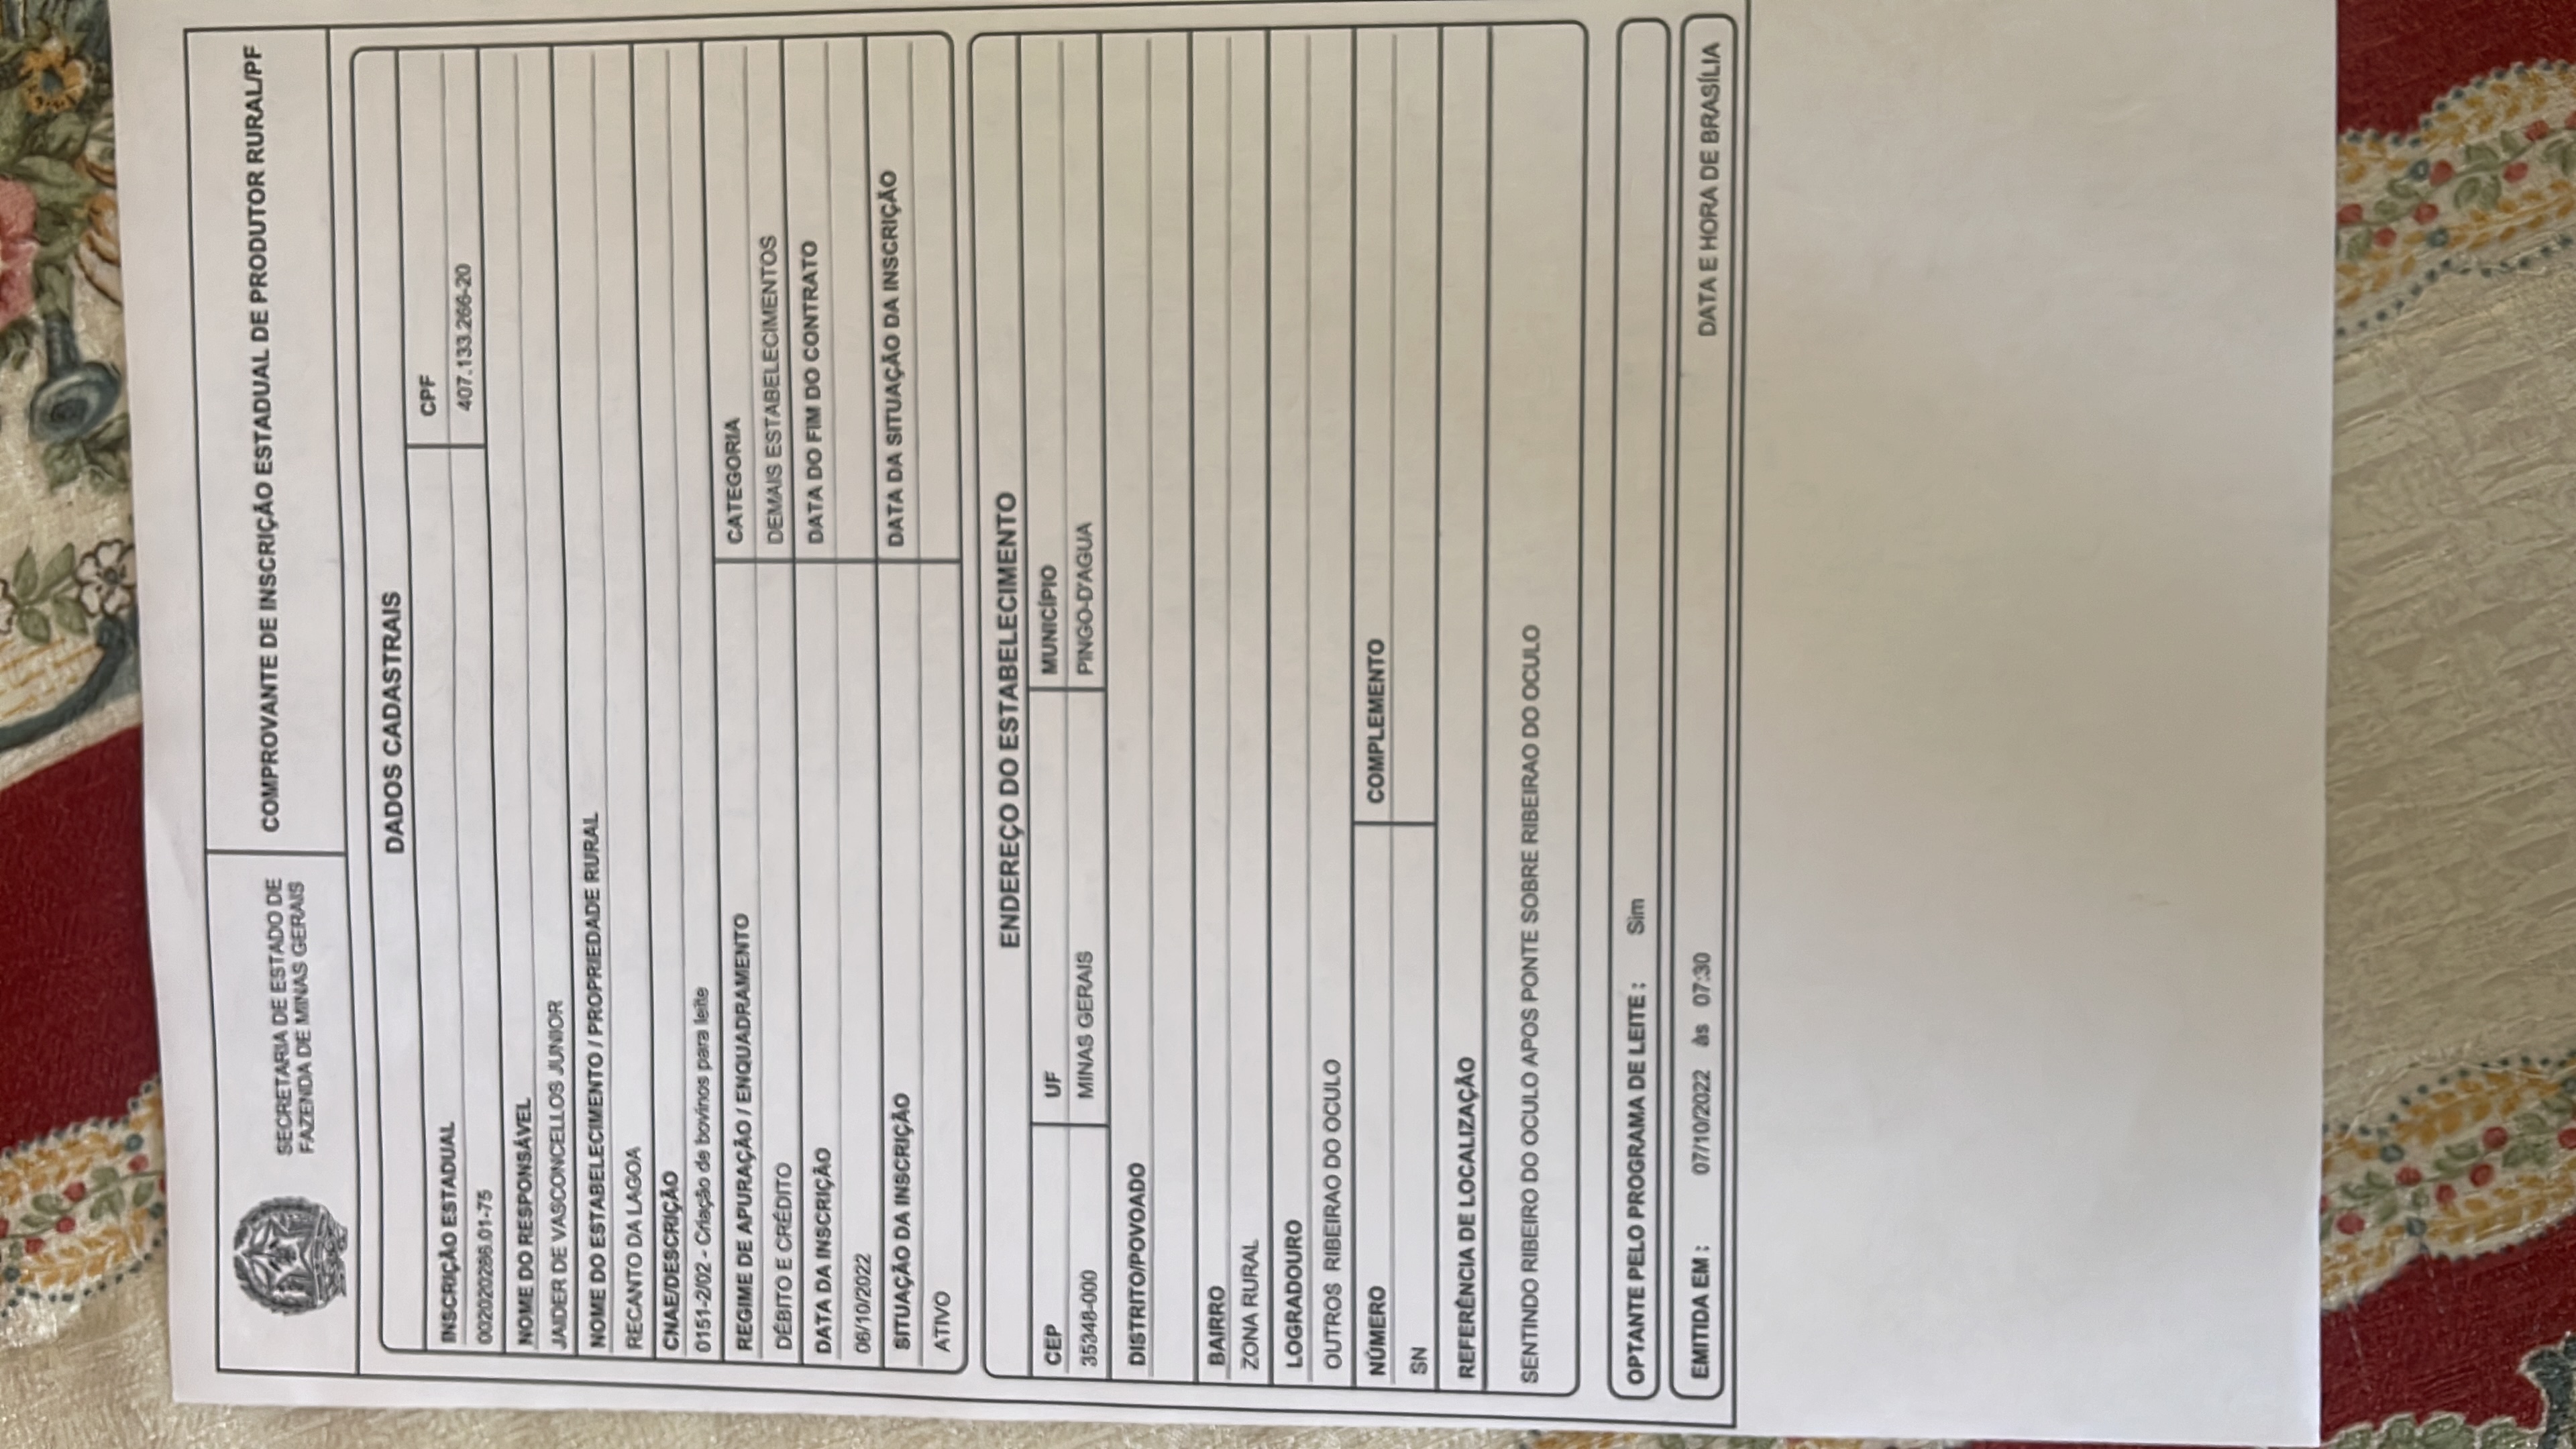 SECRETARIA DE ESTADO DE
FAZENDA DE MINAS GERAIS
COMPROVANTE DE INSCRIÇÃO ESTADUAL DE PRODUTOR RURAL/PF
DADOS CADASTRAIS
INSCRIÇÃO ESTADUAL
CPF
002020286.01-75
407.133.266-20
NOME DO RESPONSÁVEL
JAIDER DE VASCONCELLOS JUNIOR
NOME DO ESTABELECIMENTO / PROPRIEDADE RURAL
RECANTO DA LAGOA
CNAE/DESCRIÇÃO
0151-2/02 - Criação de bovinos para leite
REGIME DE APURAÇÃO / ENQUADRAMENTO
CATEGORIA
DÉBITO E CRÉDITO
DEMAIS ESTABELECIMENTOS
DATA DA INSCRIÇÃO
DATA DO FIM DO CONTRATO
06/10/2022
SITUAÇÃO DA INSCRIÇÃO
DATA DA SITUAÇÃO DA INSCRIÇÃO
ATIVO
ENDEREÇO DO ESTABELECIMENTO
CEP
UF
MUNICÍPIO
35348-000
MINAS GERAIS
PINGO-D'AGUA
DISTRITO/POVOADO
BAIRRO
ZONA RURAL
LOGRADOURO
OUTROS RIBEIRAO DO OCULO
NÚMERO
COMPLEMENTO
SN
REFERÊNCIA DE LOCALIZAÇÃO
SENTINDO RIBEIRO DO OCULO APOS PONTE SOBRE RIBEIRAO DO OCULO
OPTANTE PELO PROGRAMA DE LEITE : Sim
EMITIDA EM : 07/10/2022 às 07:30
DATA E HORA DE BRASÍLIA